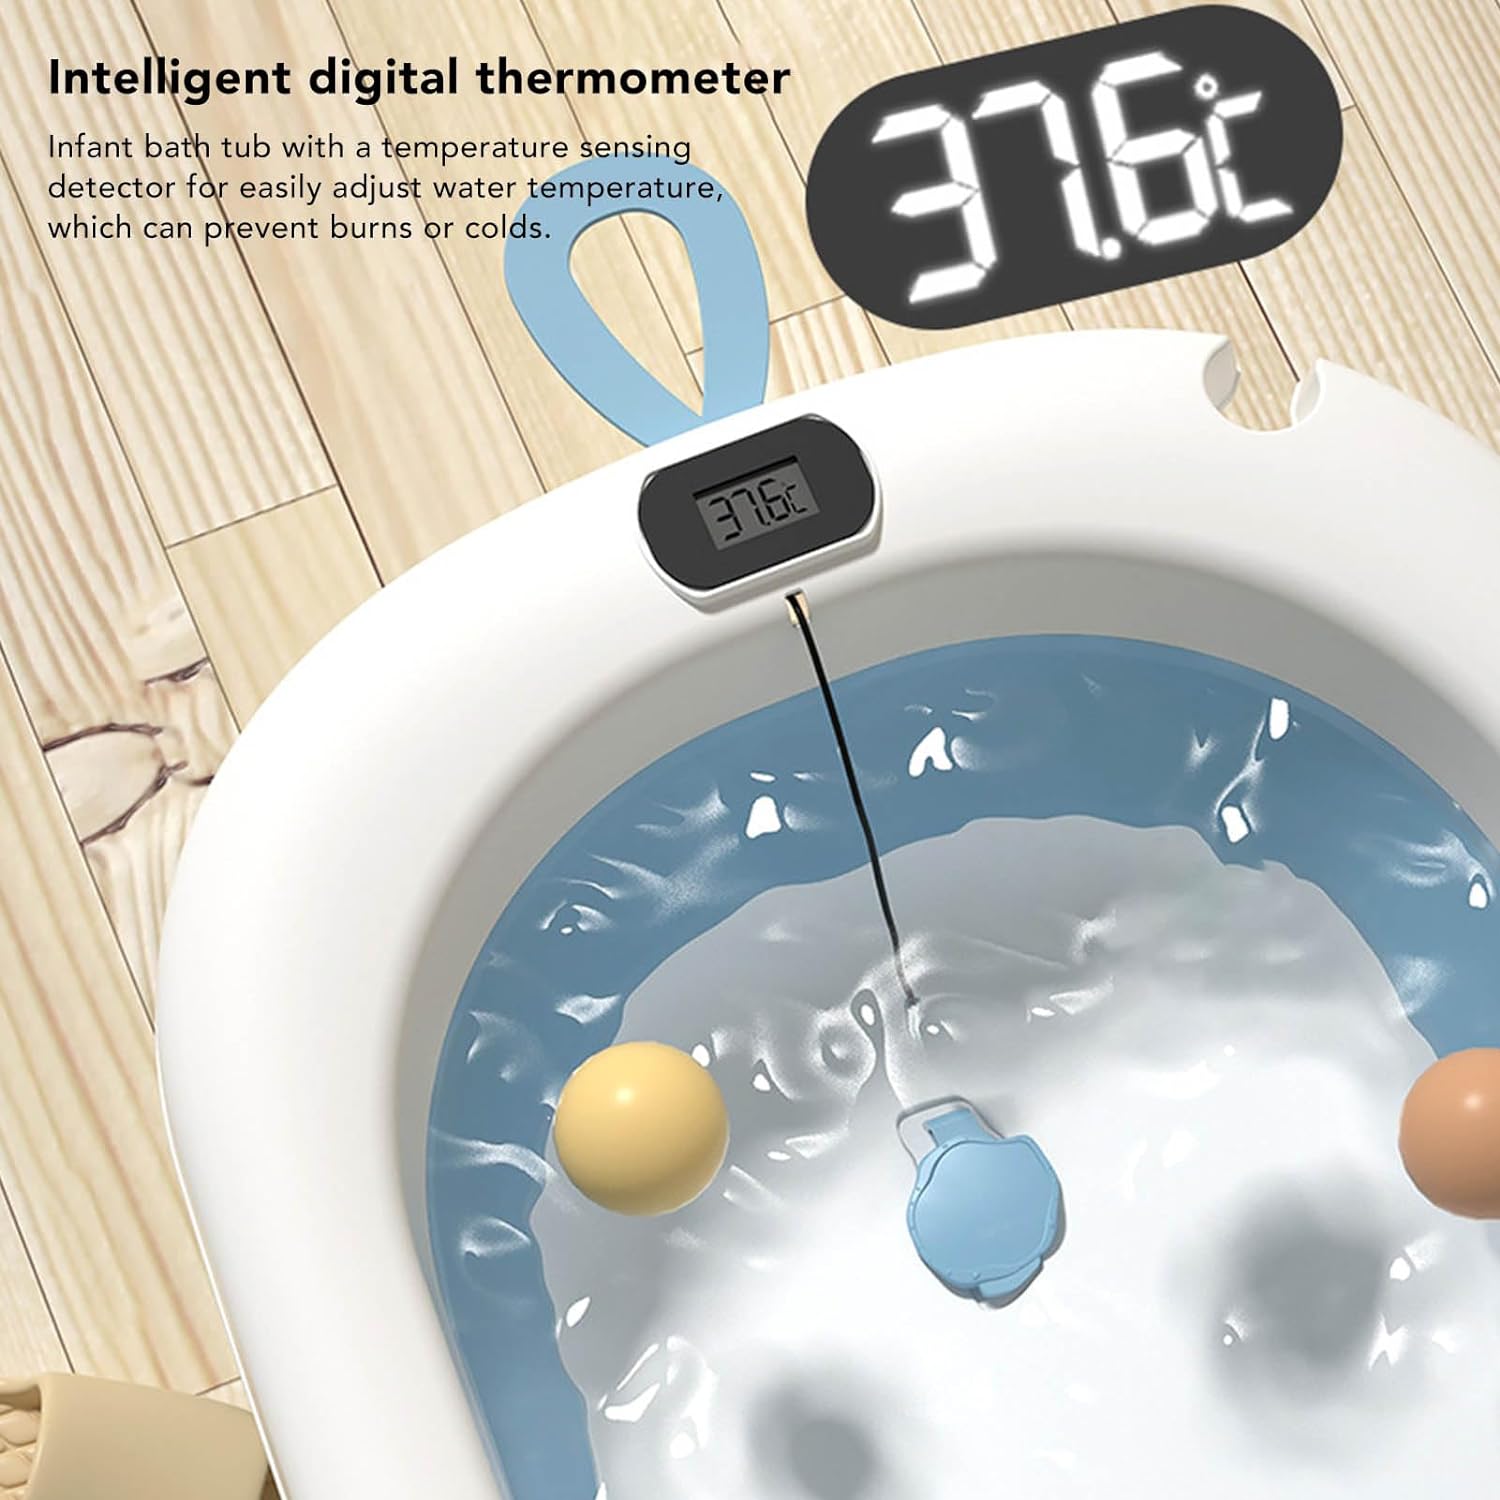 Intelligent digital thermometer
37.6°C
Infant bath tub with a temperature sensing
detector for easily adjust water temperature,
which can prevent burns or colds.
37.6°C